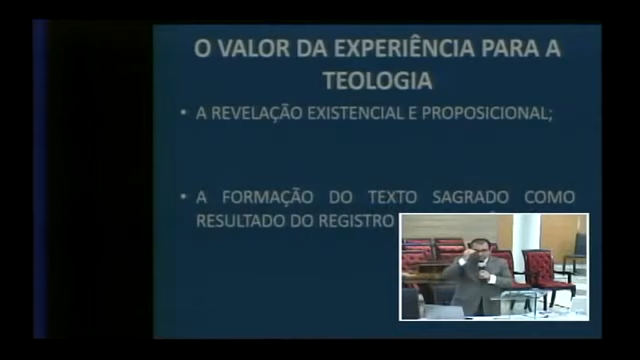 O VALOR DA EXPERIÊNCIA PARA A
TEOLOGIA
• A REVELAÇÃO EXISTENCIAL E PROPOSICIONAL;
• A FORMAÇÃO DO TEXTO SAGRADO COMO
RESULTADO DO REGISTRO